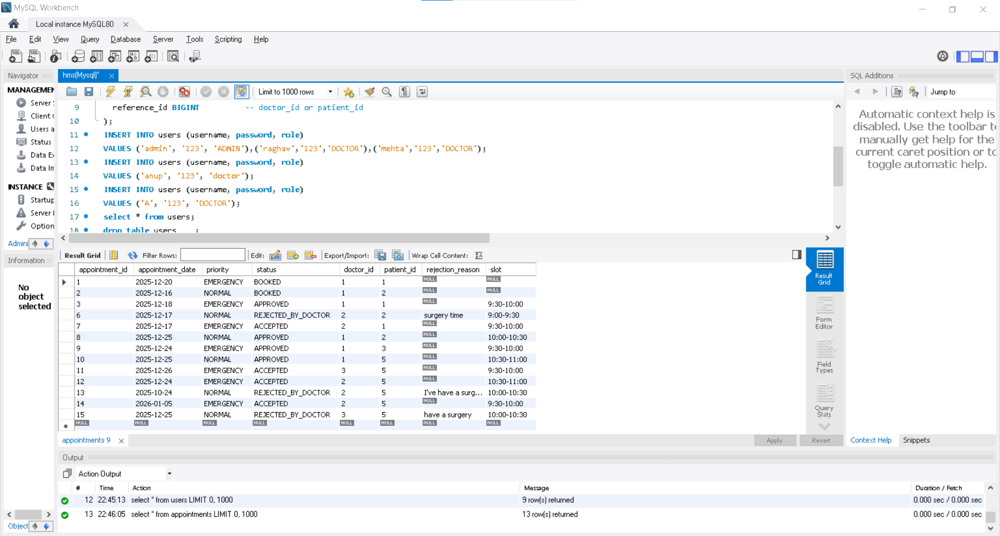 MySQL Workbench
Local instance MySQL80
File Edit View Query Database Server Tools Scripting Help
Navigator
MANAGEMEN
Server
Client
Users a
Status
Data Ex
Data Im
INSTANCE
Startup
Server
Option
Admini
Information
No
object
selected
Object
hms(Mysql)*
Limit to 1000 rows
9 reference_id BIGINT -- doctor_id or patient_id
10 );
11 INSERT INTO users (username, password, role)
12 VALUES ('admin', '123', 'ADMIN'),('raghav','123','DOCTOR'),('mehta','123','DOCTOR');
13 INSERT INTO users (username, password, role)
14 VALUES ('anup', '123', 'doctor');
15 INSERT INTO users (username, password, role)
16 VALUES ('A', '123', 'DOCTOR');
17 select * from users;
18 drop table users ;
Result Grid Filter Rows: Edit: Export/Import: Wrap Cell Content: IA
appointment_id appointment_date priority status doctor_id patient_id rejection_reason slot
1 2025-12-20 EMERGENCY BOOKED 1 1 NULL NULL
2 2025-12-16 NORMAL BOOKED 1 2 NULL NULL
3 2025-12-18 EMERGENCY APPROVED 1 1 NULL 9:30-10:00
6 2025-12-17 NORMAL REJECTED_BY_DOCTOR 2 2 surgery time 9:00-9:30
7 2025-12-17 EMERGENCY ACCEPTED 2 1 NULL 9:30-10:00
8 2025-12-25 NORMAL APPROVED 1 2 NULL 10:00-10:30
9 2025-12-24 EMERGENCY APPROVED 1 3 NULL 9:30-10:00
10 2025-12-25 NORMAL APPROVED 1 5 NULL 10:30-11:00
11 2025-12-26 EMERGENCY ACCEPTED 3 5 NULL 9:30-10:00
12 2025-12-24 EMERGENCY ACCEPTED 2 5 NULL 10:30-11:00
13 2025-10-24 NORMAL REJECTED_BY_DOCTOR 2 5 I've have a surg... 10:00-10:30
14 2026-01-05 EMERGENCY ACCEPTED 2 5 NULL 9:30-10:00
15 2025-12-25 NORMAL REJECTED_BY_DOCTOR 3 5 have a surgery 10:00-10:30
NULL NULL NULL NULL NULL NULL NULL NULL
Result
Grid
Form
Editor
Field
Types
Query
Stats
appointments 9
Apply Revert
Output
Action Output
# Time Action Message Duration / Fetch
12 22:45:13 select * from users LIMIT 0, 1000 9 row(s) returned 0.000 sec / 0.000 sec
13 22:46:05 select * from appointments LIMIT 0, 1000 13 row(s) returned 0.000 sec / 0.000 sec
SQL Additions
Jump to
Automatic context help is
disabled. Use the toolbar t
manually get help for the
current caret position or to
toggle automatic help.
Context Help Snippets